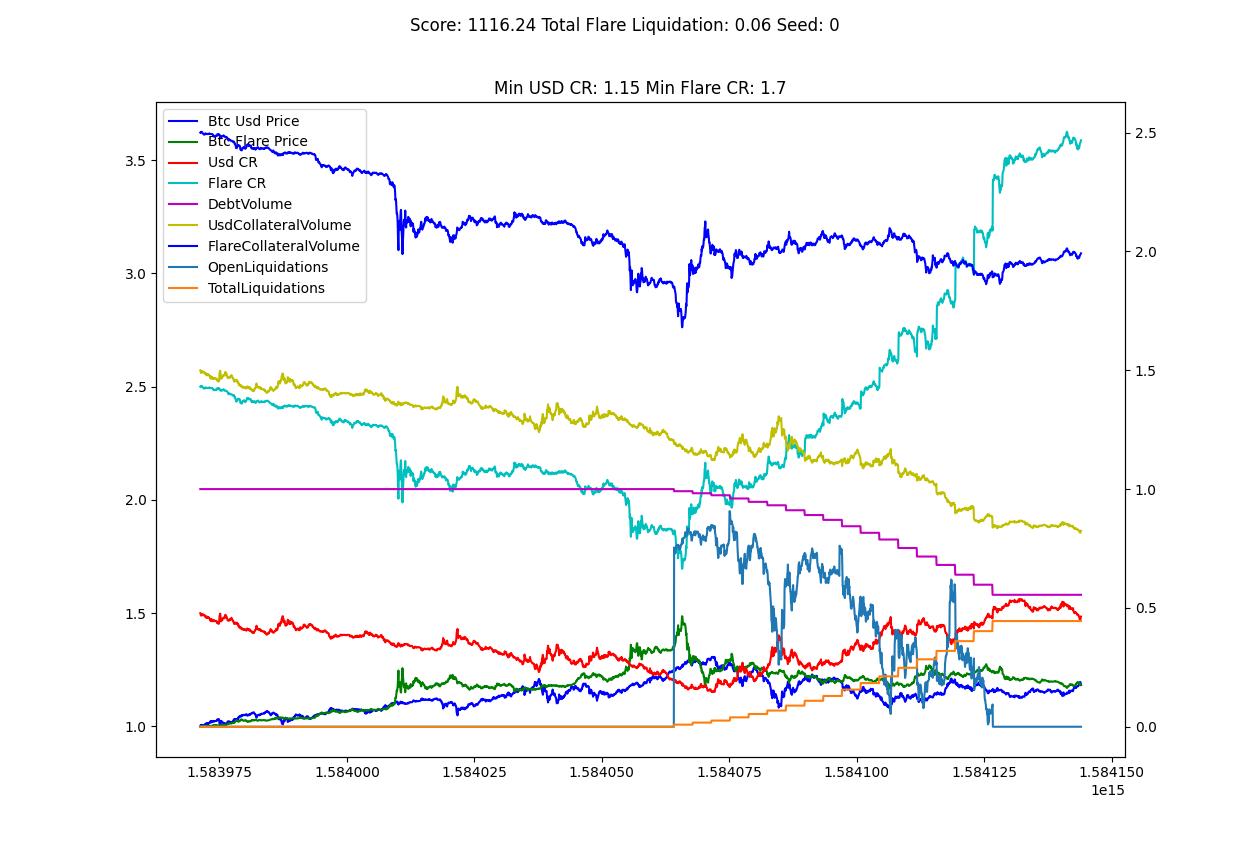 Score: 1116.24 Total Flare Liquidation: 0.06 Seed: 0
Min USD CR: 1.15 Min Flare CR: 1.7
Btc Usd Price
Btc Flare Price
Usd CR
Flare CR
DebtVolume
UsdCollateralVolume
FlareCollateralVolume
OpenLiquidations
TotalLiquidations
3.5
3.0
2.5
2.0
1.5
1.0
2.5
2.0
1.5
1.0
0.5
0.0
1.583975 1.584000 1.584025 1.584050 1.584075 1.584100 1.584125 1.584150
1e15